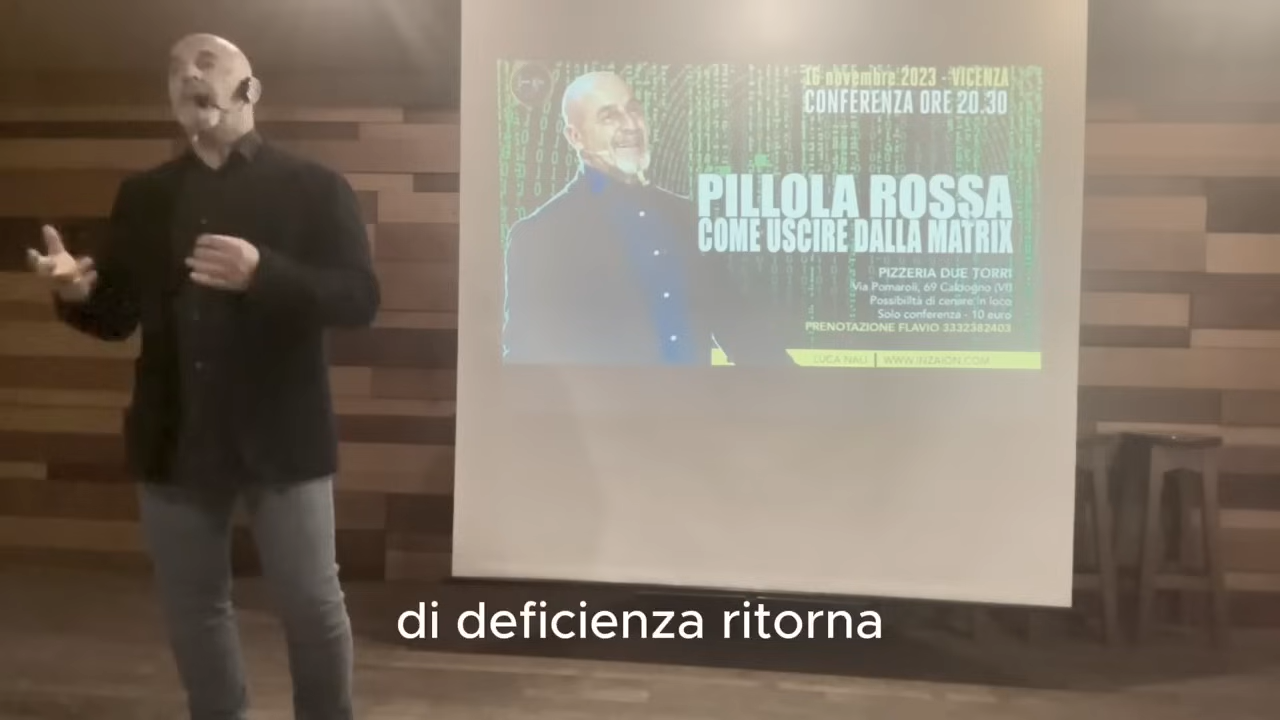 16 novembre 2023 - VICENZA
CONFERENZA ORE 20.30
PILLOLA ROSSA
COME USCIRE DALLA MATRIX
PIZZERIA DUE TORRI
Via Pomaroli, 69 Caldogno (VI)
Possibilità di cenare in loco
Solo conferenza - 10 euro
PRENOTAZIONE FLAVIO 3332382403
LUCA NALI | WWW.INZAION.COM
di deficienza ritorna